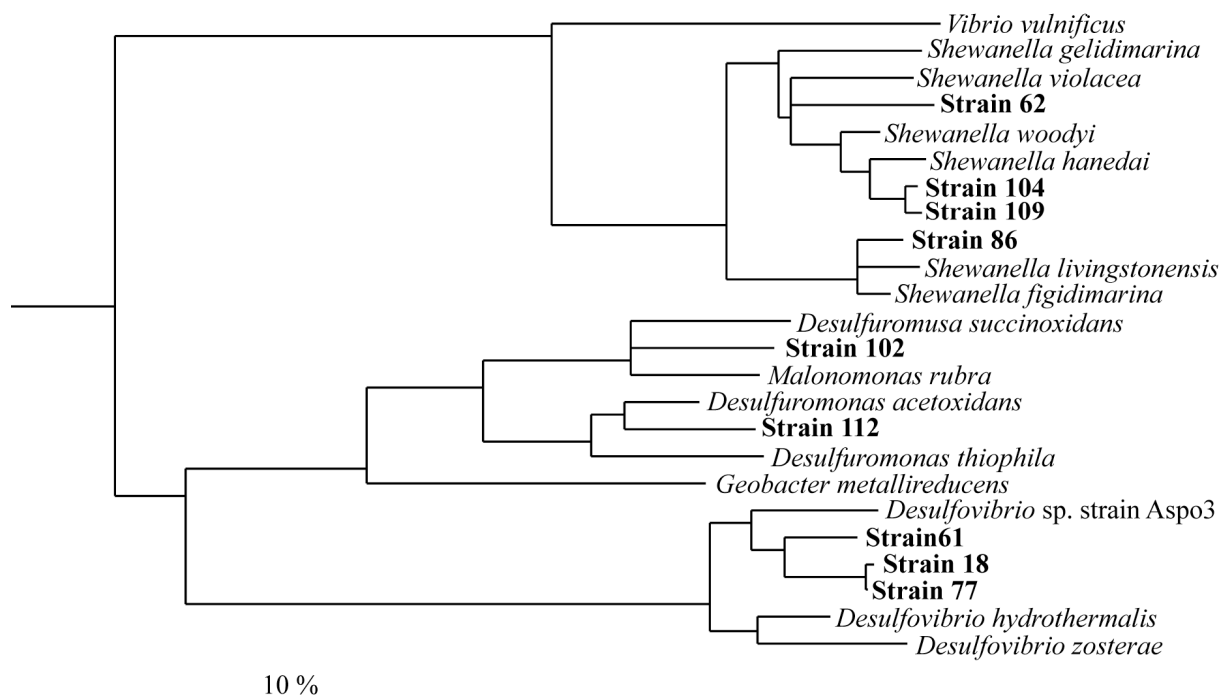 Vibrio vulnificus
Shewanella gelidimarina
Shewanella violacea
Strain 62
Shewanella woodyi
Shewanella hanedai
Strain 104
Strain 109
Strain 86
Shewanella livingstonensis
Shewanella figidimarina
Desulfuromusa succinoxidans
Strain 102
Malonomonas rubra
Desulfuromonas acetoxidans
Strain 112
Desulfuromonas thiophila
Geobacter metallireducens
Desulfovibrio sp. strain Aspo3
Strain61
Strain 18
Strain 77
Desulfovibrio hydrothermalis
Desulfovibrio zosterae
10 %